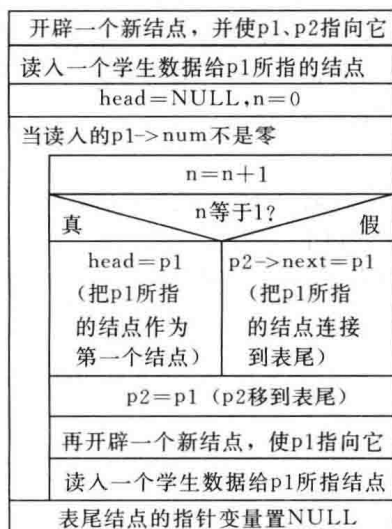 开辟一个新结点，并使p1、p2指向它
读入一个学生数据给p1所指的结点
head=NULL,n=0
当读入的p1->num不是零
n=n+1
n等于1?
真
假
head=p1
(把p1所指
的结点作为
第一个结点)
p2->next=p1
(把p1所指
的结点连接
到表尾)
p2=p1 (p2移到表尾)
再开辟一个新结点，使p1指向它
读入一个学生数据给p1所指结点
表尾结点的指针变量置NULL